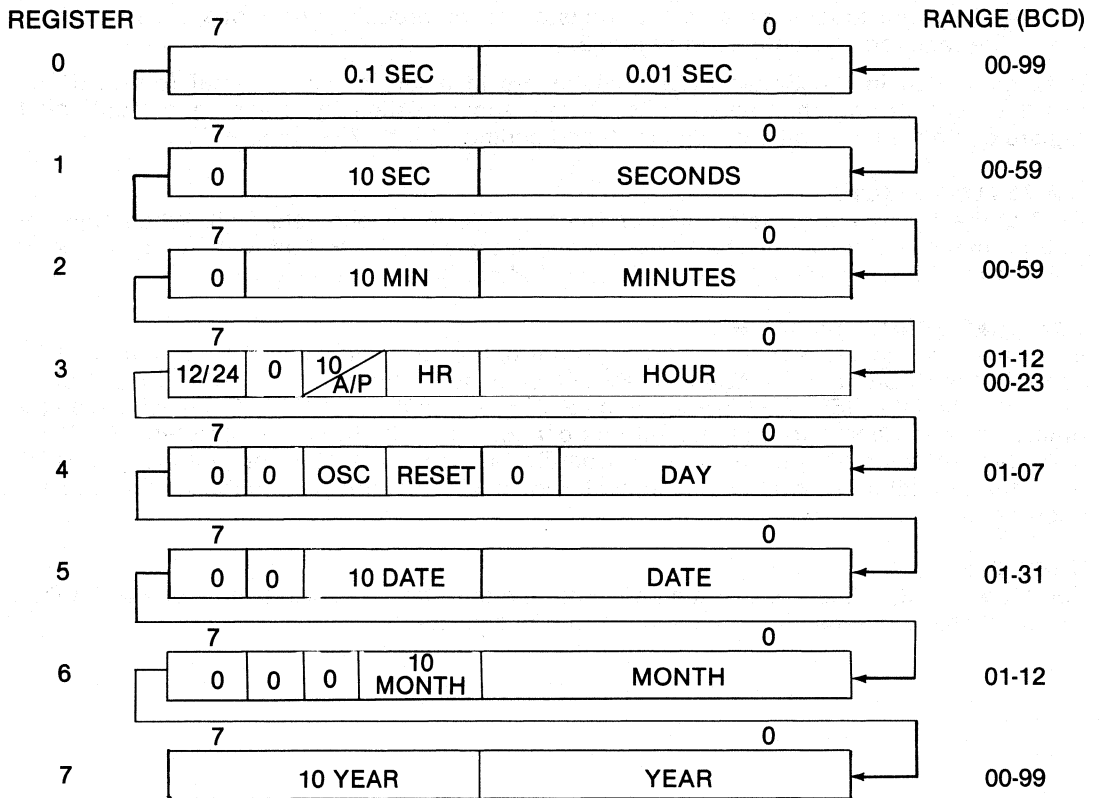 REGISTER 7 0 RANGE (BCD)
0 0.1 SEC 0.01 SEC 00-99
7 0
1 0 10 SEC SECONDS 00-59
7 0
2 0 10 MIN MINUTES 00-59
7 0
3 12/24 0 10 A/P HR HOUR 01-12
00-23
7 0
4 0 0 OSC RESET 0 DAY 01-07
7 0
5 0 0 10 DATE DATE 01-31
7 0
6 0 0 0 10 MONTH MONTH 01-12
7 0
7 10 YEAR YEAR 00-99